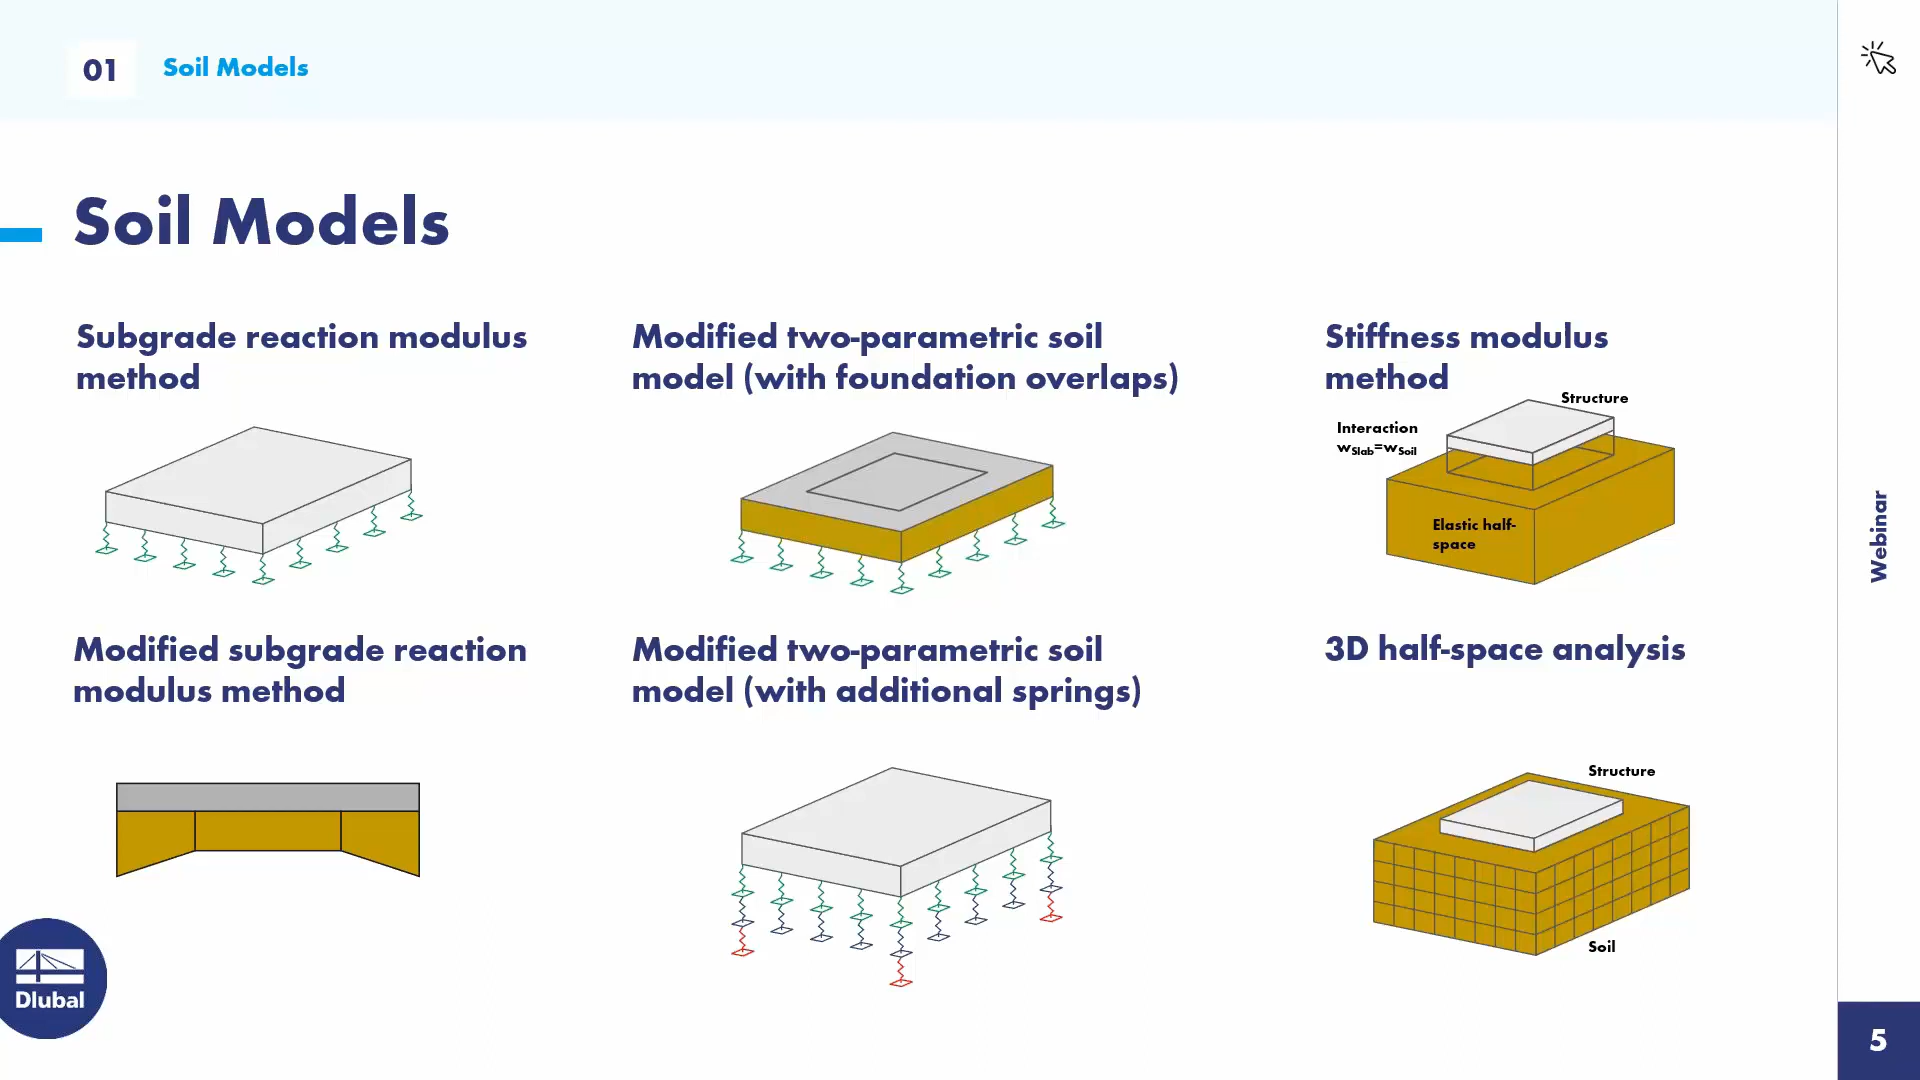 01
Soil Models
Soil Models
Subgrade reaction modulus
method
Modified two-parametric soil
model (with foundation overlaps)
Stiffness modulus
method
Structure
Interaction
wSlab=wSoil
Elastic half-
space
Modified subgrade reaction
modulus method
Modified two-parametric soil
model (with additional springs)
3D half-space analysis
Structure
Soil
Dlubal
Webinar
5